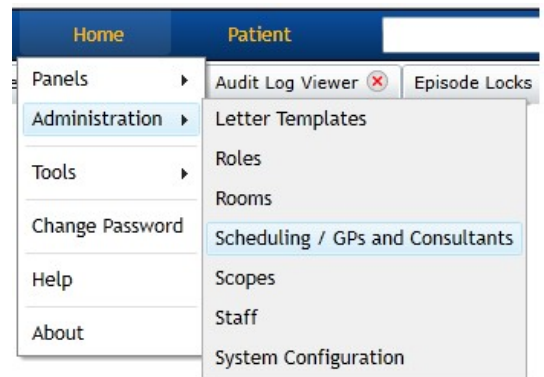 Home Patient
Panels
Audit Log Viewer Episode Locks
Administration
Letter Templates
Roles
Tools
Rooms
Change Password
Scheduling / GPs and Consultants
Help
Scopes
Staff
About
System Configuration